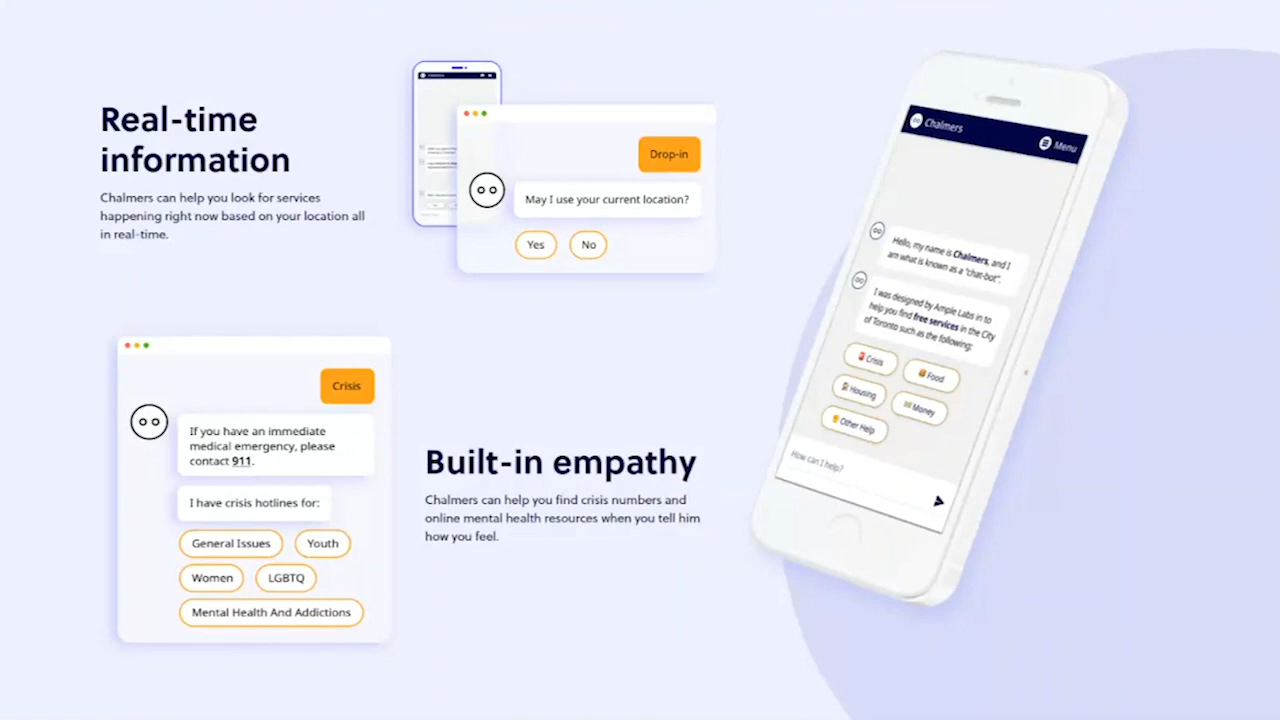 Real-time
information
Chalmers can help you look for services
happening right now based on your location all
in real-time.
Drop-in
May I use your current location?
Yes
No
Crisis
If you have an immediate
medical emergency, please
contact 911.
I have crisis hotlines for:
General Issues
Youth
Women
LGBTQ
Mental Health And Addictions
Built-in empathy
Chalmers can help you find crisis numbers and
online mental health resources when you tell him
how you feel.
Chalmers
Menu
Hello, my name is Chalmers, and I
am what is known as a "chat-bot".
I was designed by Ample Labs in to
help you find free services in the City
of Toronto such as the following:
Crisis
Food
Housing
Money
Other Help
How can I help?